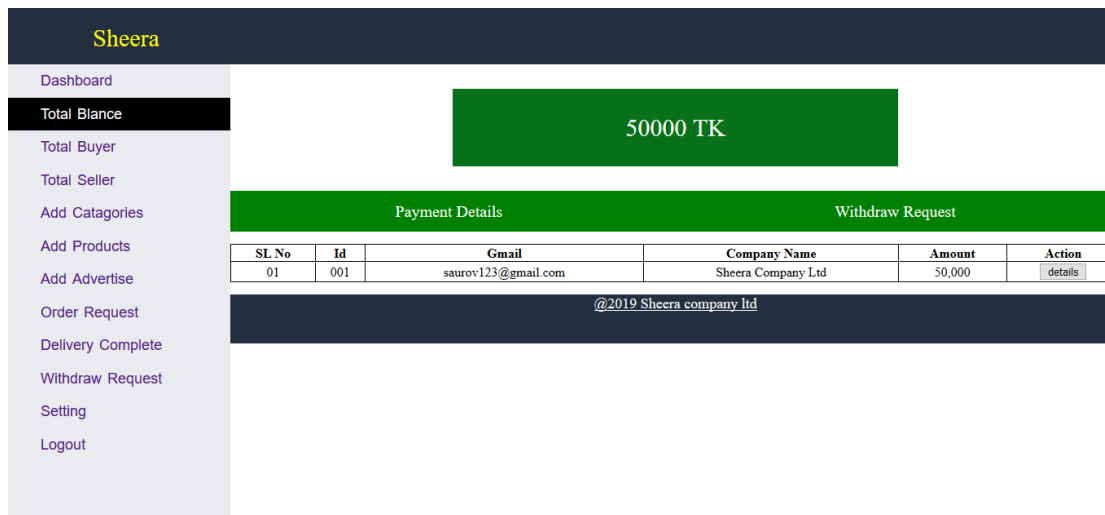 Sheera
Dashboard
Total Blance
Total Buyer
Total Seller
Add Catagories
Add Products
Add Advertise
Order Request
Delivery Complete
Withdraw Request
Setting
Logout
50000 TK
Payment Details Withdraw Request
SL No Id Gmail Company Name Amount Action
01 001 saurov123@gmail.com Sheera Company Ltd 50,000 details
@2019 Sheera company ltd